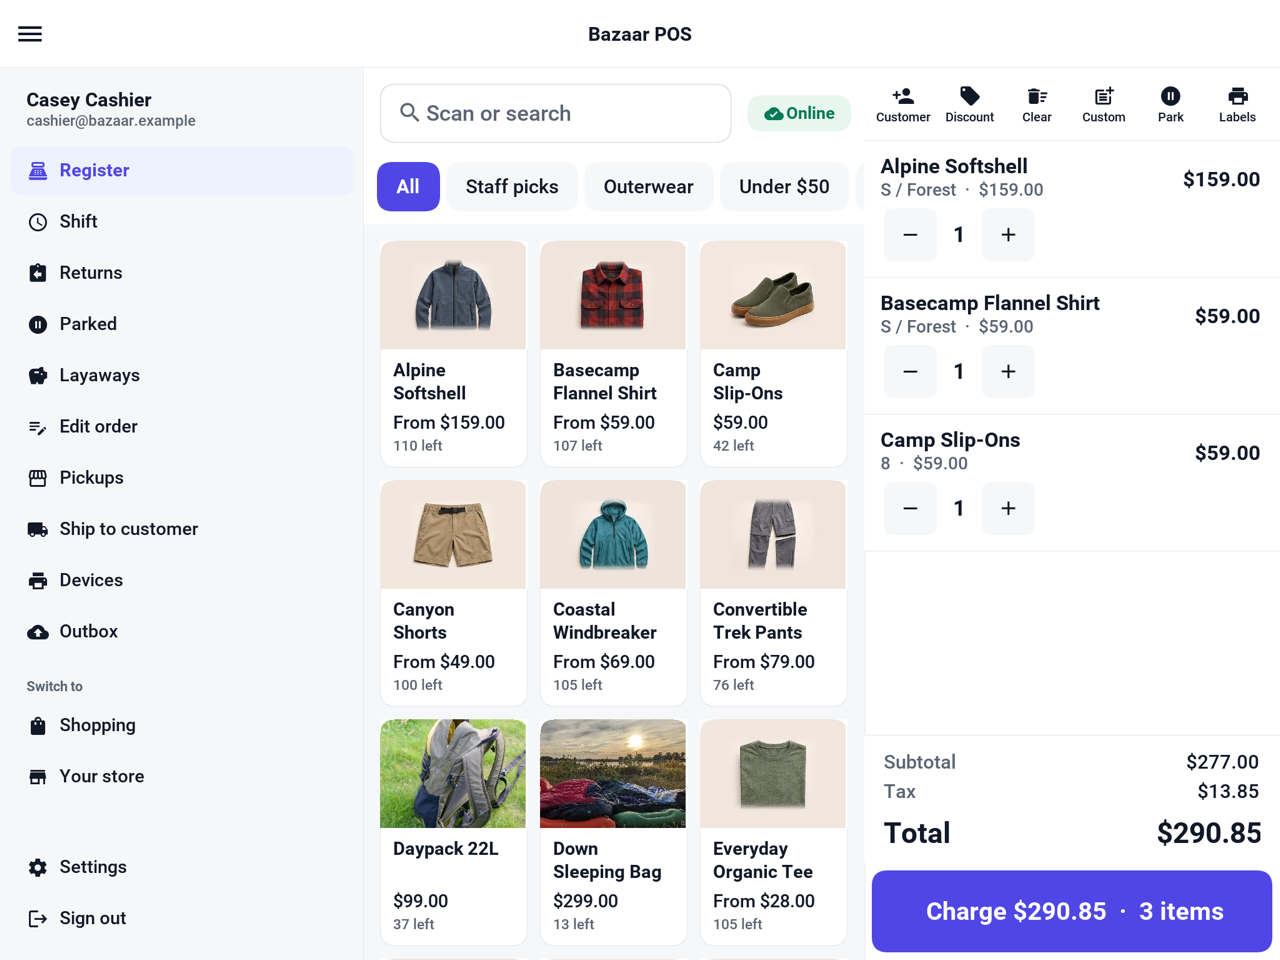 Bazaar POS
Casey Cashier
cashier@bazaar.example
Register
Shift
Returns
Parked
Layaways
Edit order
Pickups
Ship to customer
Devices
Outbox
Switch to
Shopping
Your store
Settings
Sign out
Scan or search
Online
All
Staff picks
Outerwear
Under $50
Alpine
Softshell
From $159.00
110 left
Basecamp
Flannel Shirt
From $59.00
107 left
Camp
Slip-Ons
$59.00
42 left
Canyon
Shorts
From $49.00
100 left
Coastal
Windbreaker
From $69.00
105 left
Convertible
Trek Pants
From $79.00
76 left
Daypack 22L
$99.00
37 left
Down
Sleeping Bag
$299.00
13 left
Everyday
Organic Tee
From $28.00
105 left
Customer
Discount
Clear
Custom
Park
Labels
Alpine Softshell
S / Forest · $159.00
$159.00
1
Basecamp Flannel Shirt
S / Forest · $59.00
$59.00
1
Camp Slip-Ons
8 · $59.00
$59.00
1
Subtotal $277.00
Tax $13.85
Total $290.85
Charge $290.85 · 3 items